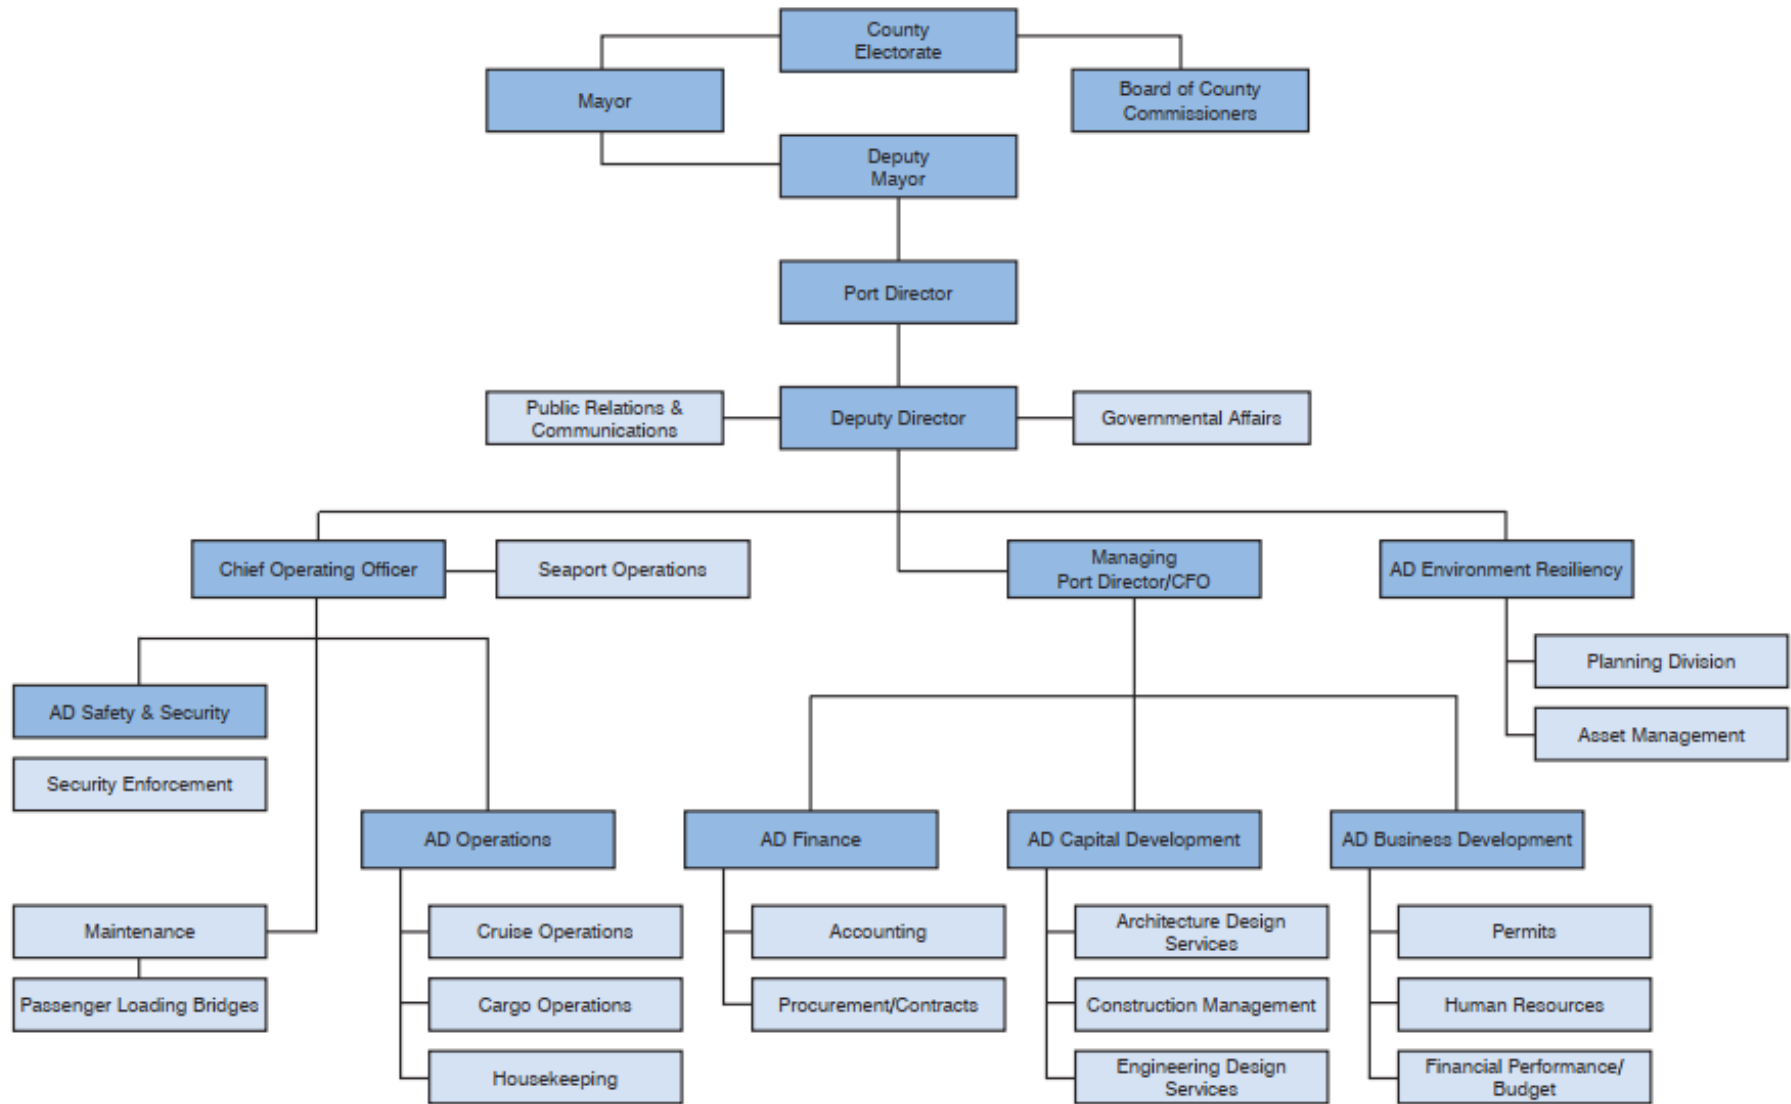 County
Electorate
Mayor
Board of County
Commissioners
Deputy
Mayor
Port Director
Public Relations &
Communications
Deputy Director
Governmental Affairs
Chief Operating Officer
Seaport Operations
Managing
Port Director/CFO
AD Environment Resiliency
Planning Division
AD Safety & Security
Asset Management
Security Enforcement
AD Operations
AD Finance
AD Capital Development
AD Business Development
Maintenance
Cruise Operations
Accounting
Architecture Design
Services
Permits
Passenger Loading Bridges
Cargo Operations
Procurement/Contracts
Construction Management
Human Resources
Housekeeping
Engineering Design
Services
Financial Performance/
Budget